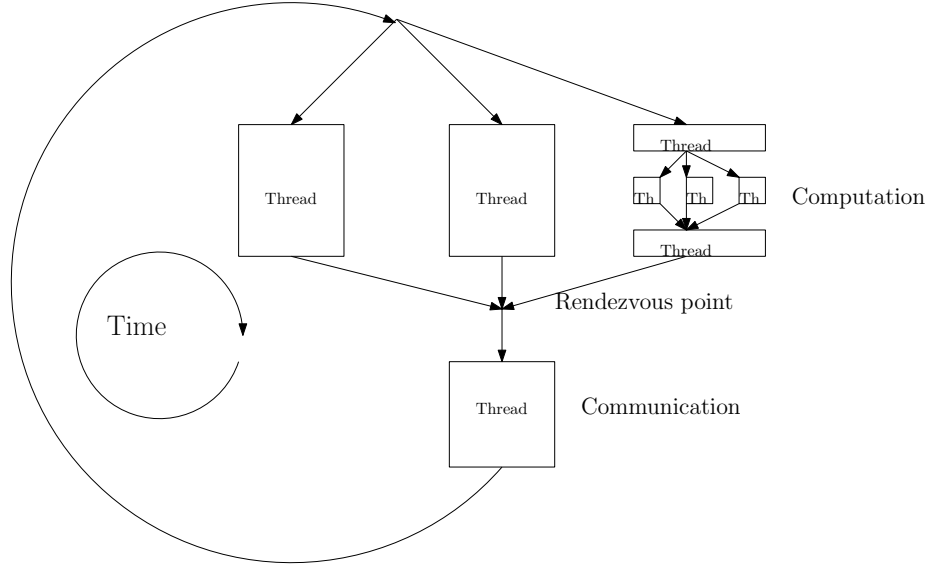 Thread
Thread
Thread
Th
Th
Th
Computation
Thread
Rendezvous point
Time
Thread
Communication